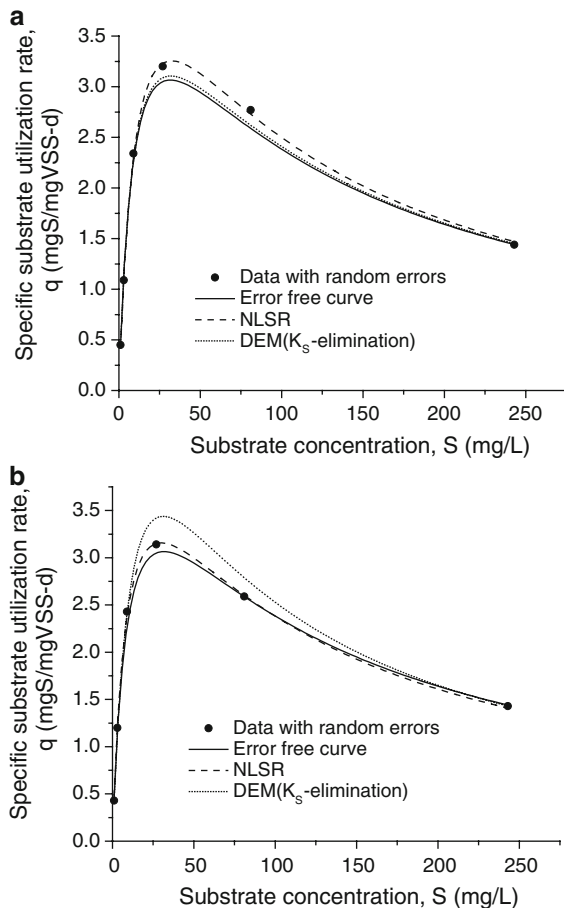 a
Specific substrate utilization rate,
q (mgS/mgVSS-d)
3.5
3.0
2.5
2.0
1.5
1.0
0.5
0.0
Data with random errors
Error free curve
NLSR
DEM(K_S-elimination)
0 50 100 150 200 250
Substrate concentration, S (mg/L)
b
Specific substrate utilization rate,
q (mgS/mgVSS-d)
3.5
3.0
2.5
2.0
1.5
1.0
0.5
0.0
Data with random errors
Error free curve
NLSR
DEM(K_S-elimination)
0 50 100 150 200 250
Substrate concentration, S (mg/L)